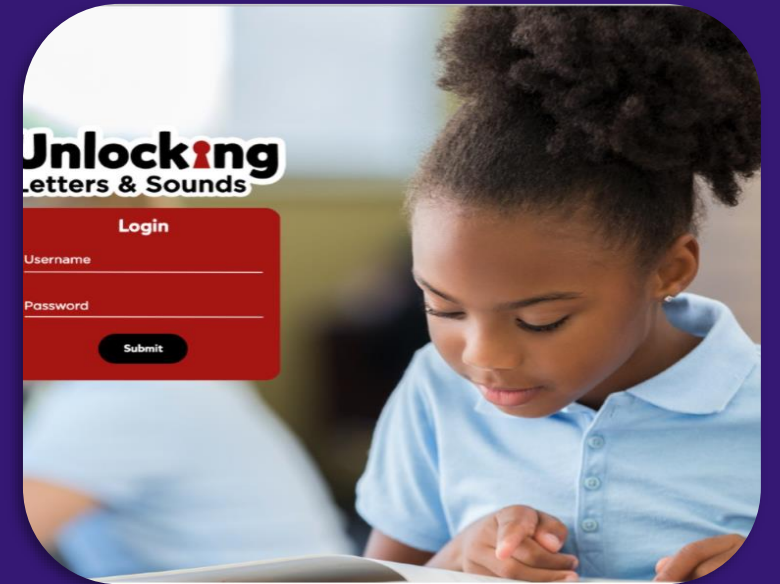 Unlocking
Letters & Sounds
Login
Username
Password
Submit